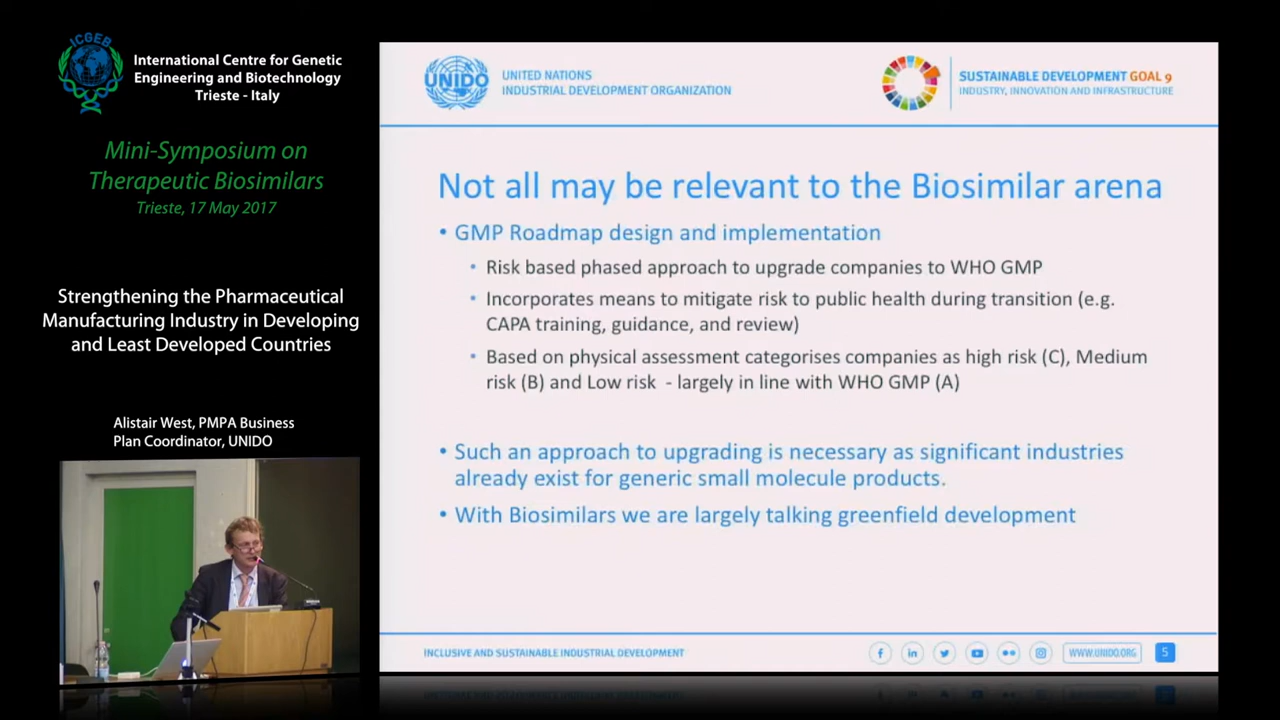 ICGEB
International Centre for Genetic
Engineering and Biotechnology
Trieste - Italy
Mini-Symposium on
Therapeutic Biosimilars
Trieste, 17 May 2017
Strengthening the Pharmaceutical
Manufacturing Industry in Developing
and Least Developed Countries
Alistair West, PMPA Business
Plan Coordinator, UNIDO
UNIDO
UNITED NATIONS
INDUSTRIAL DEVELOPMENT ORGANIZATION
SUSTAINABLE DEVELOPMENT GOAL 9
INDUSTRY, INNOVATION AND INFRASTRUCTURE
Not all may be relevant to the Biosimilar arena
• GMP Roadmap design and implementation
• Risk based phased approach to upgrade companies to WHO GMP
• Incorporates means to mitigate risk to public health during transition (e.g.
CAPA training, guidance, and review)
• Based on physical assessment categorises companies as high risk (C), Medium
risk (B) and Low risk - largely in line with WHO GMP (A)
• Such an approach to upgrading is necessary as significant industries
already exist for generic small molecule products.
• With Biosimilars we are largely talking greenfield development
INCLUSIVE AND SUSTAINABLE INDUSTRIAL DEVELOPMENT
WWW.UNIDO.ORG
5